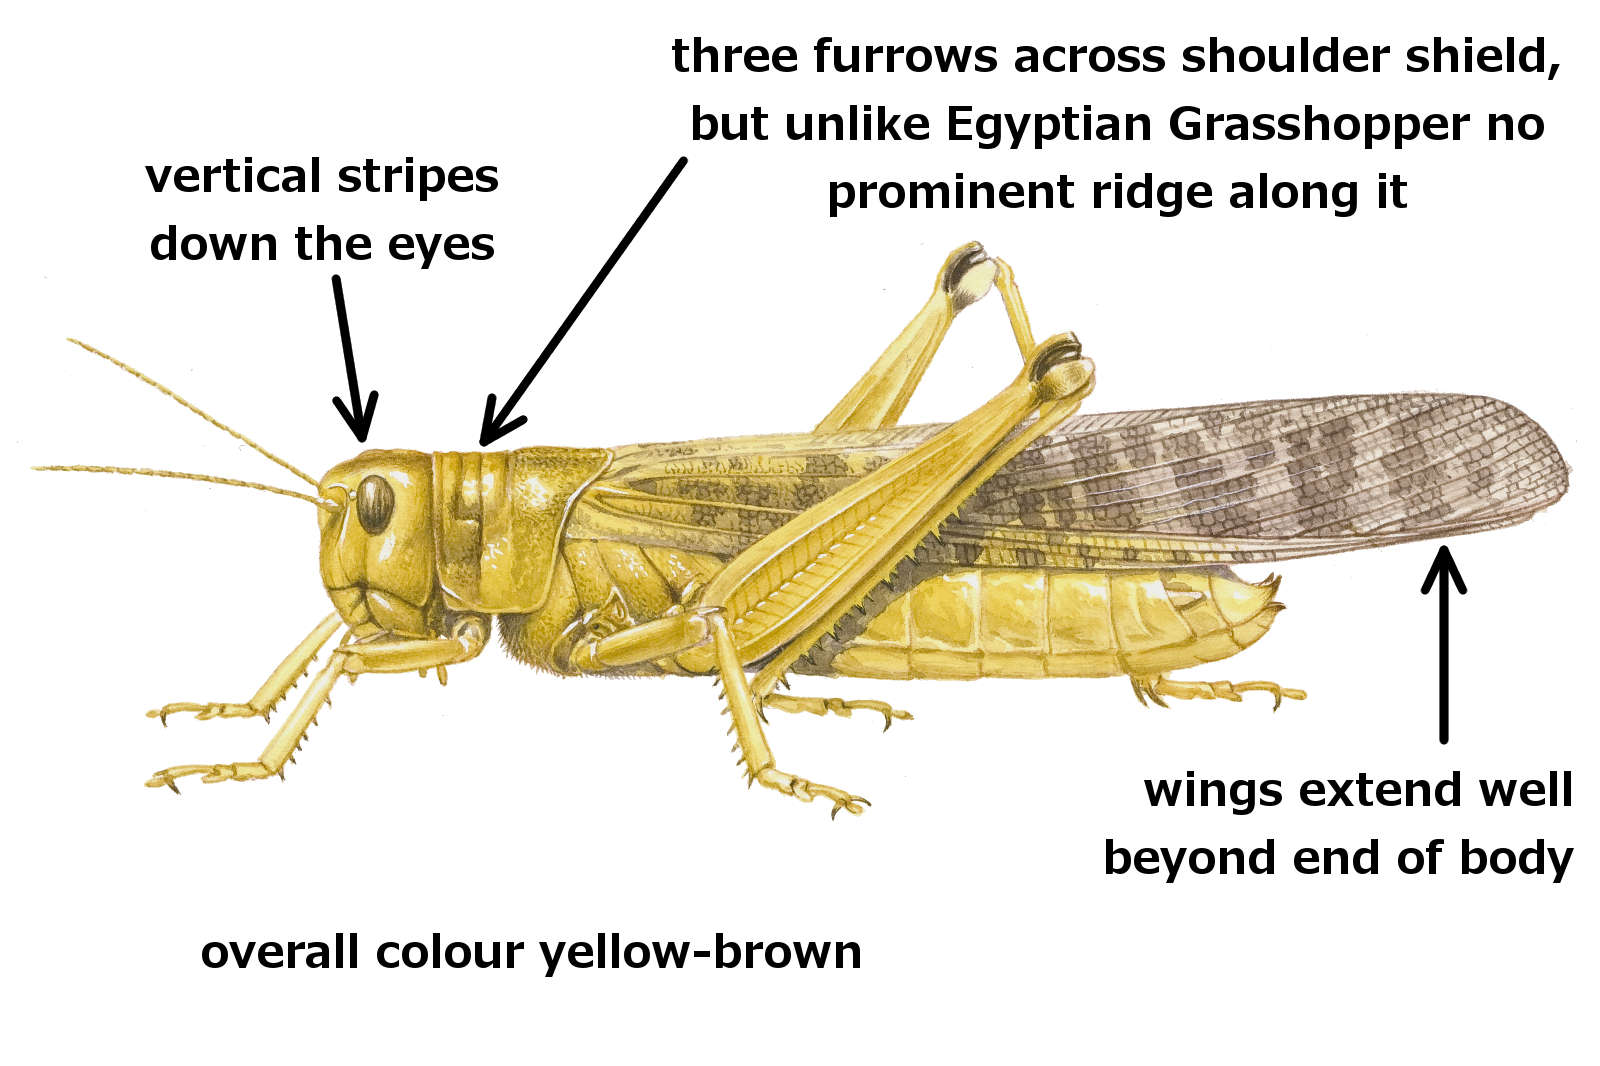 three furrows across shoulder shield,
but unlike Egyptian Grasshopper no
prominent ridge along it
vertical stripes
down the eyes
wings extend well
beyond end of body
overall colour yellow-brown